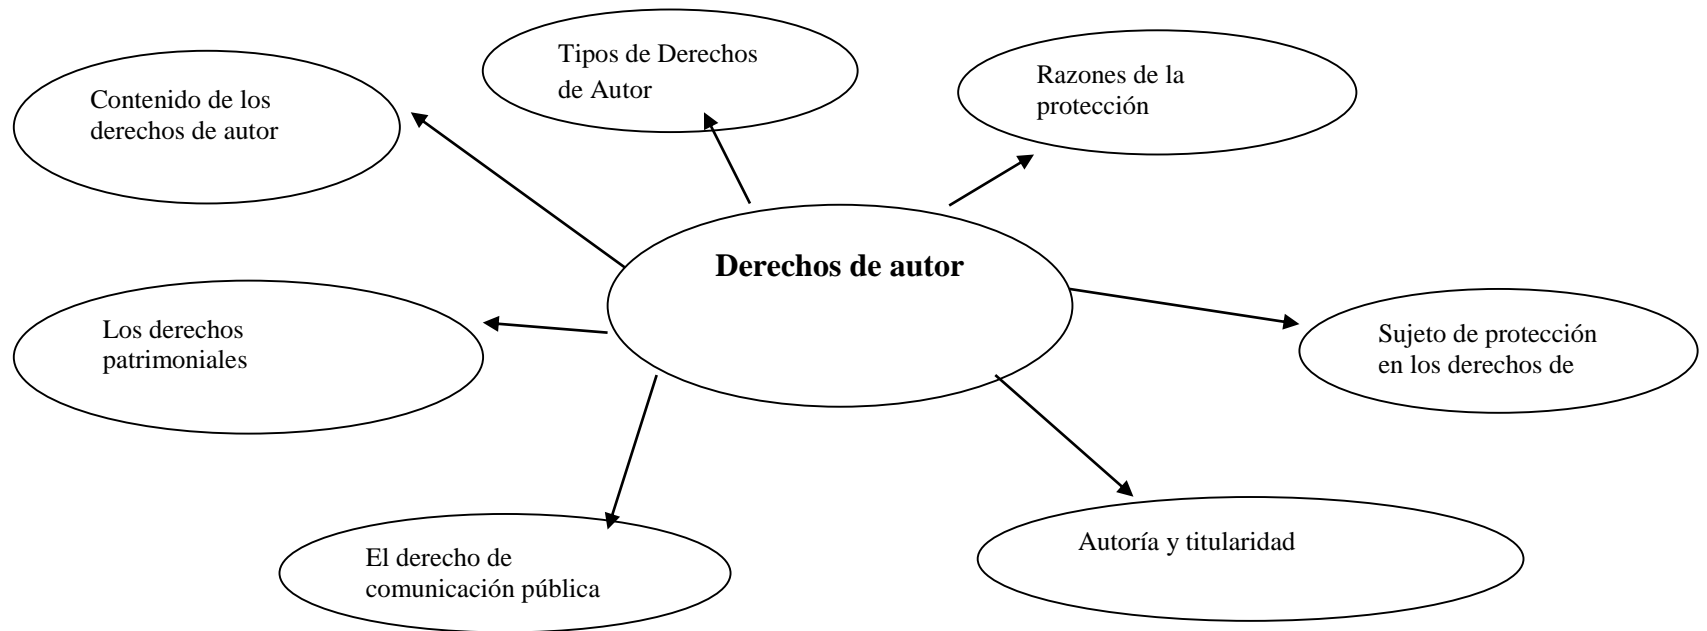 Tipos de Derechos
de Autor
Razones de la
protección
Contenido de los
derechos de autor
Derechos de autor
Los derechos
patrimoniales
Sujeto de protección
en los derechos de
El derecho de
comunicación pública
Autoría y titularidad